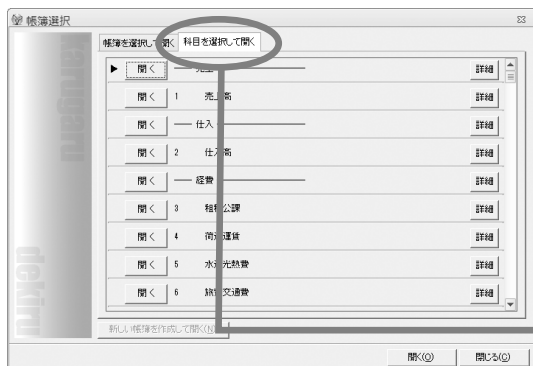 帳簿選択
帳簿を選択して開く 科目を選択して開く
開く 売上 詳細
開く 1 売上高 詳細
開く 仕入 詳細
開く 2 仕入高 詳細
開く 経費 詳細
開く 3 租税公課 詳細
開く 4 荷造運賃 詳細
開く 5 水道光熱費 詳細
開く 6 旅費交通費 詳細
新しい帳簿を作成して開く(N)
開く(O) 閉じる(C)
karugaru
dekiru